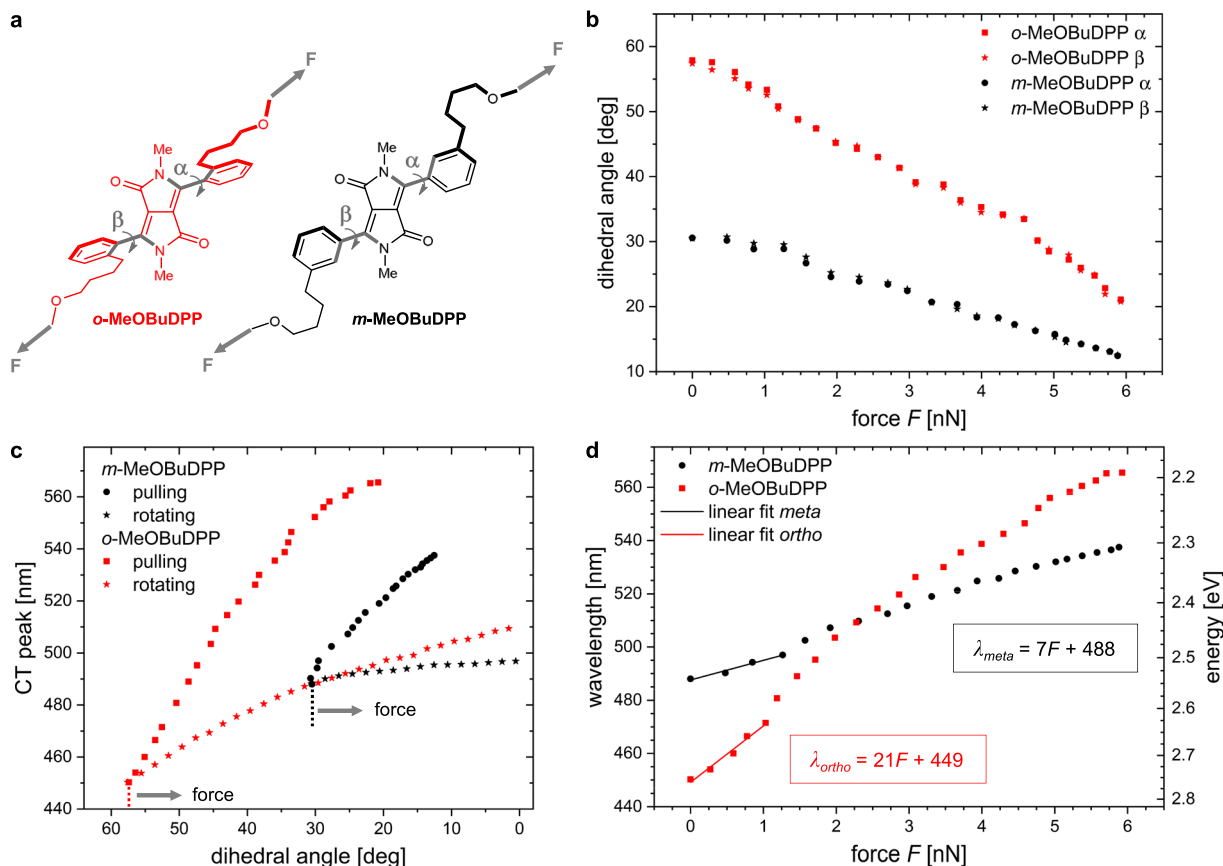 a
F
O
Me
N
O
α
β
O
N
Me
O
F
o-MeOBuDPP
F
O
Me
N
O
α
β
O
N
Me
O
F
m-MeOBuDPP
b
o-MeOBuDPP α
o-MeOBuDPP β
m-MeOBuDPP α
m-MeOBuDPP β
dihedral angle [deg]
60
50
40
30
20
10
0 1 2 3 4 5 6
force F [nN]
c
m-MeOBuDPP
pulling
rotating
o-MeOBuDPP
pulling
rotating
CT peak [nm]
560
540
520
500
480
460
440
force
force
60 50 40 30 20 10 0
dihedral angle [deg]
d
m-MeOBuDPP
o-MeOBuDPP
linear fit meta
linear fit ortho
wavelength [nm]
560
540
520
500
480
460
440
λmeta = 7F + 488
λortho = 21F + 449
2.2
2.3
2.4
2.5
2.6
2.7
2.8
energy [eV]
0 1 2 3 4 5 6
force F [nN]